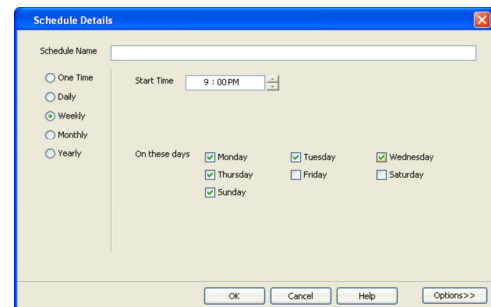 Schedule Details
Schedule Name
One Time
Daily
Weekly
Monthly
Yearly
Start Time 9 : 00 PM
On these days
Monday Tuesday Wednesday
Thursday Friday Saturday
Sunday
OK Cancel Help Options>>